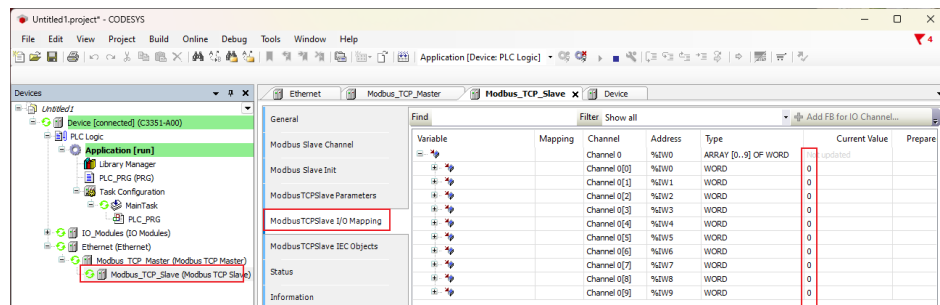 Untitled1.project* - CODESYS
File Edit View Project Build Online Debug Tools Window Help
4
Application [Device: PLC Logic]
Devices
Untitled1
Device [connected] (C3351-A00)
PLC Logic
Application [run]
Library Manager
PLC_PRG (PRG)
Task Configuration
MainTask
PLC_PRG
IO_Modules (IO Modules)
Ethernet (Ethernet)
Modbus_TCP_Master (Modbus TCP Master)
Modbus_TCP_Slave (Modbus TCP Slave)
Ethernet Modbus_TCP_Master Modbus_TCP_Slave Device
General
Modbus Slave Channel
Modbus Slave Init
ModbusTCPSlave Parameters
ModbusTCPSlave I/O Mapping
ModbusTCPSlave IEC Objects
Status
Information
Find Filter Show all Add FB for IO Channel...
Variable Mapping Channel Address Type Current Value Prepare
Channel 0 %IW0 ARRAY [0..9] OF WORD Not updated
Channel 0[0] %IW0 WORD 0
Channel 0[1] %IW1 WORD 0
Channel 0[2] %IW2 WORD 0
Channel 0[3] %IW3 WORD 0
Channel 0[4] %IW4 WORD 0
Channel 0[5] %IW5 WORD 0
Channel 0[6] %IW6 WORD 0
Channel 0[7] %IW7 WORD 0
Channel 0[8] %IW8 WORD 0
Channel 0[9] %IW9 WORD 0